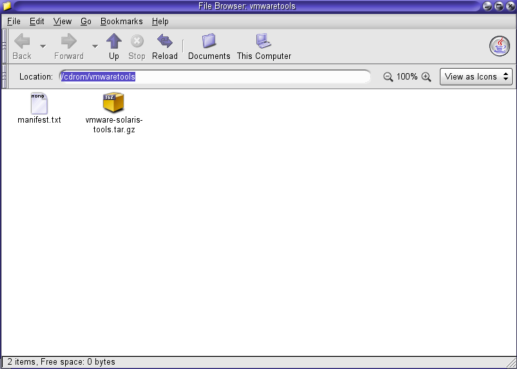 File Browser: vmwaretools
File Edit View Go Bookmarks Help
Back Forward Up Stop Reload Documents This Computer
Location: /cdrom/vmwaretools 100% View as Icons
manifest.txt
vmware-solaris-
tools.tar.gz
2 items, Free space: 0 bytes